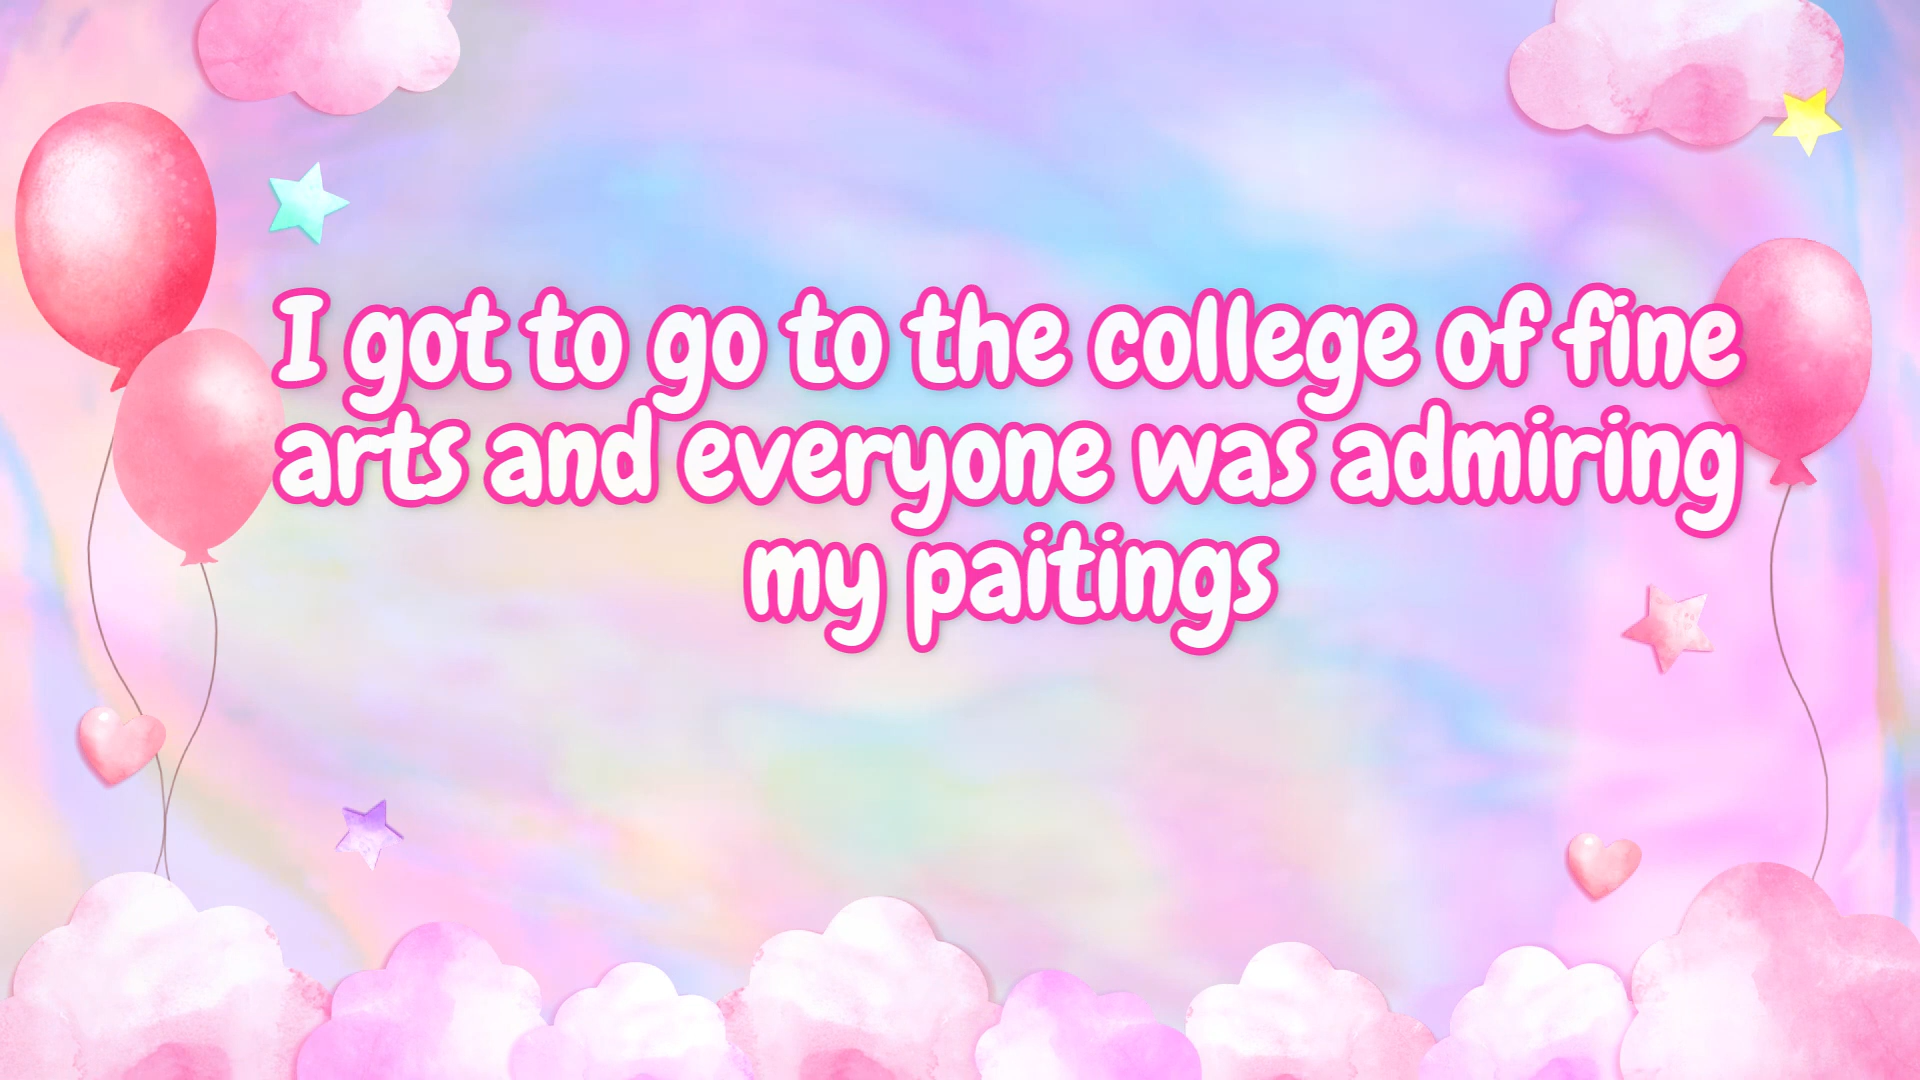 I got to go to the college of fine
arts and everyone was admiring
my paitings